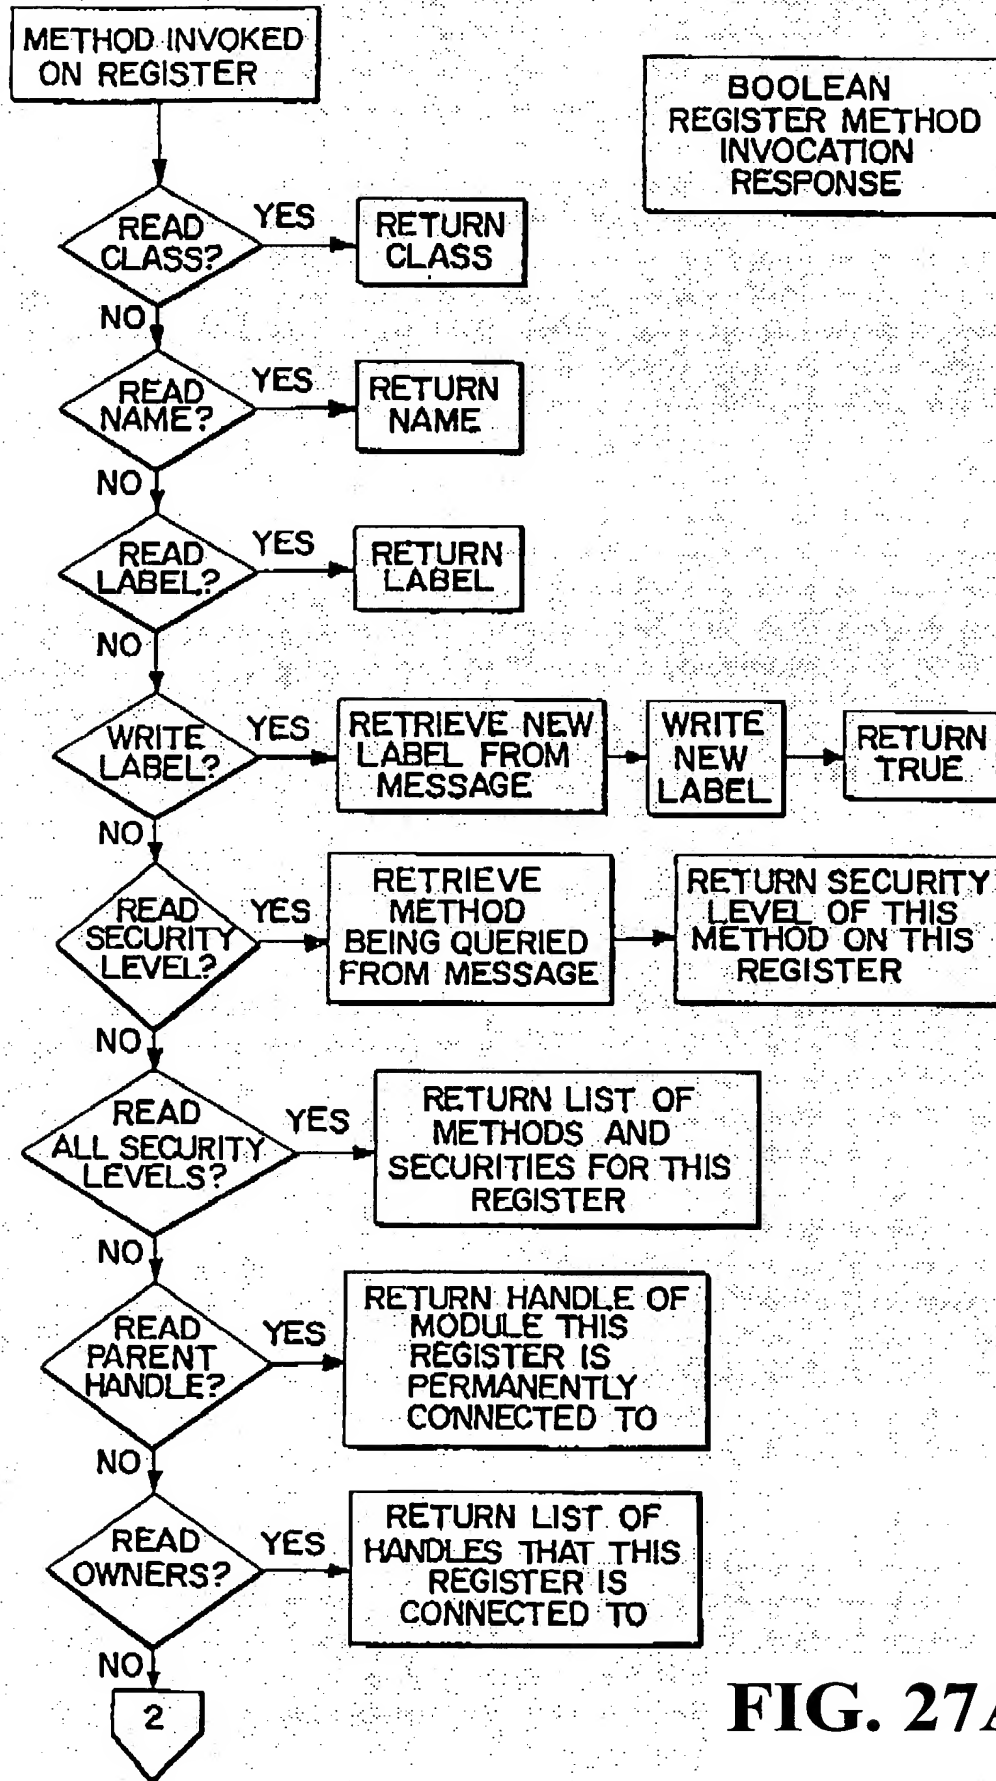 METHOD INVOKED
ON REGISTER
BOOLEAN
REGISTER METHOD
INVOCATION
RESPONSE
READ
CLASS?
YES
RETURN
CLASS
NO
READ
NAME?
YES
RETURN
NAME
NO
READ
LABEL?
YES
RETURN
LABEL
NO
WRITE
LABEL?
YES
RETRIEVE NEW
LABEL FROM
MESSAGE
WRITE
NEW
LABEL
RETURN
TRUE
NO
READ
SECURITY
LEVEL?
YES
RETRIEVE
METHOD
BEING QUERIED
FROM MESSAGE
RETURN SECURITY
LEVEL OF THIS
METHOD ON THIS
REGISTER
NO
READ
ALL SECURITY
LEVELS?
YES
RETURN LIST OF
METHODS AND
SECURITIES FOR THIS
REGISTER
NO
READ
PARENT
HANDLE?
YES
RETURN HANDLE OF
MODULE THIS
REGISTER IS
PERMANENTLY
CONNECTED TO
NO
READ
OWNERS?
YES
RETURN LIST OF
HANDLES THAT THIS
REGISTER IS
CONNECTED TO
NO
2
FIG. 27A